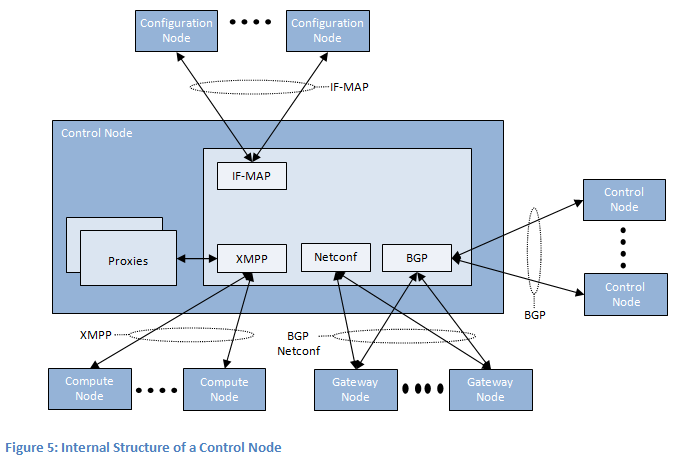 Configuration
Node
Configuration
Node
IF-MAP
Control Node
IF-MAP
Control
Node
Proxies
XMPP
Netconf
BGP
Control
Node
BGP
XMPP
BGP
Netconf
Compute
Node
Compute
Node
Gateway
Node
Gateway
Node
Figure 5: Internal Structure of a Control Node